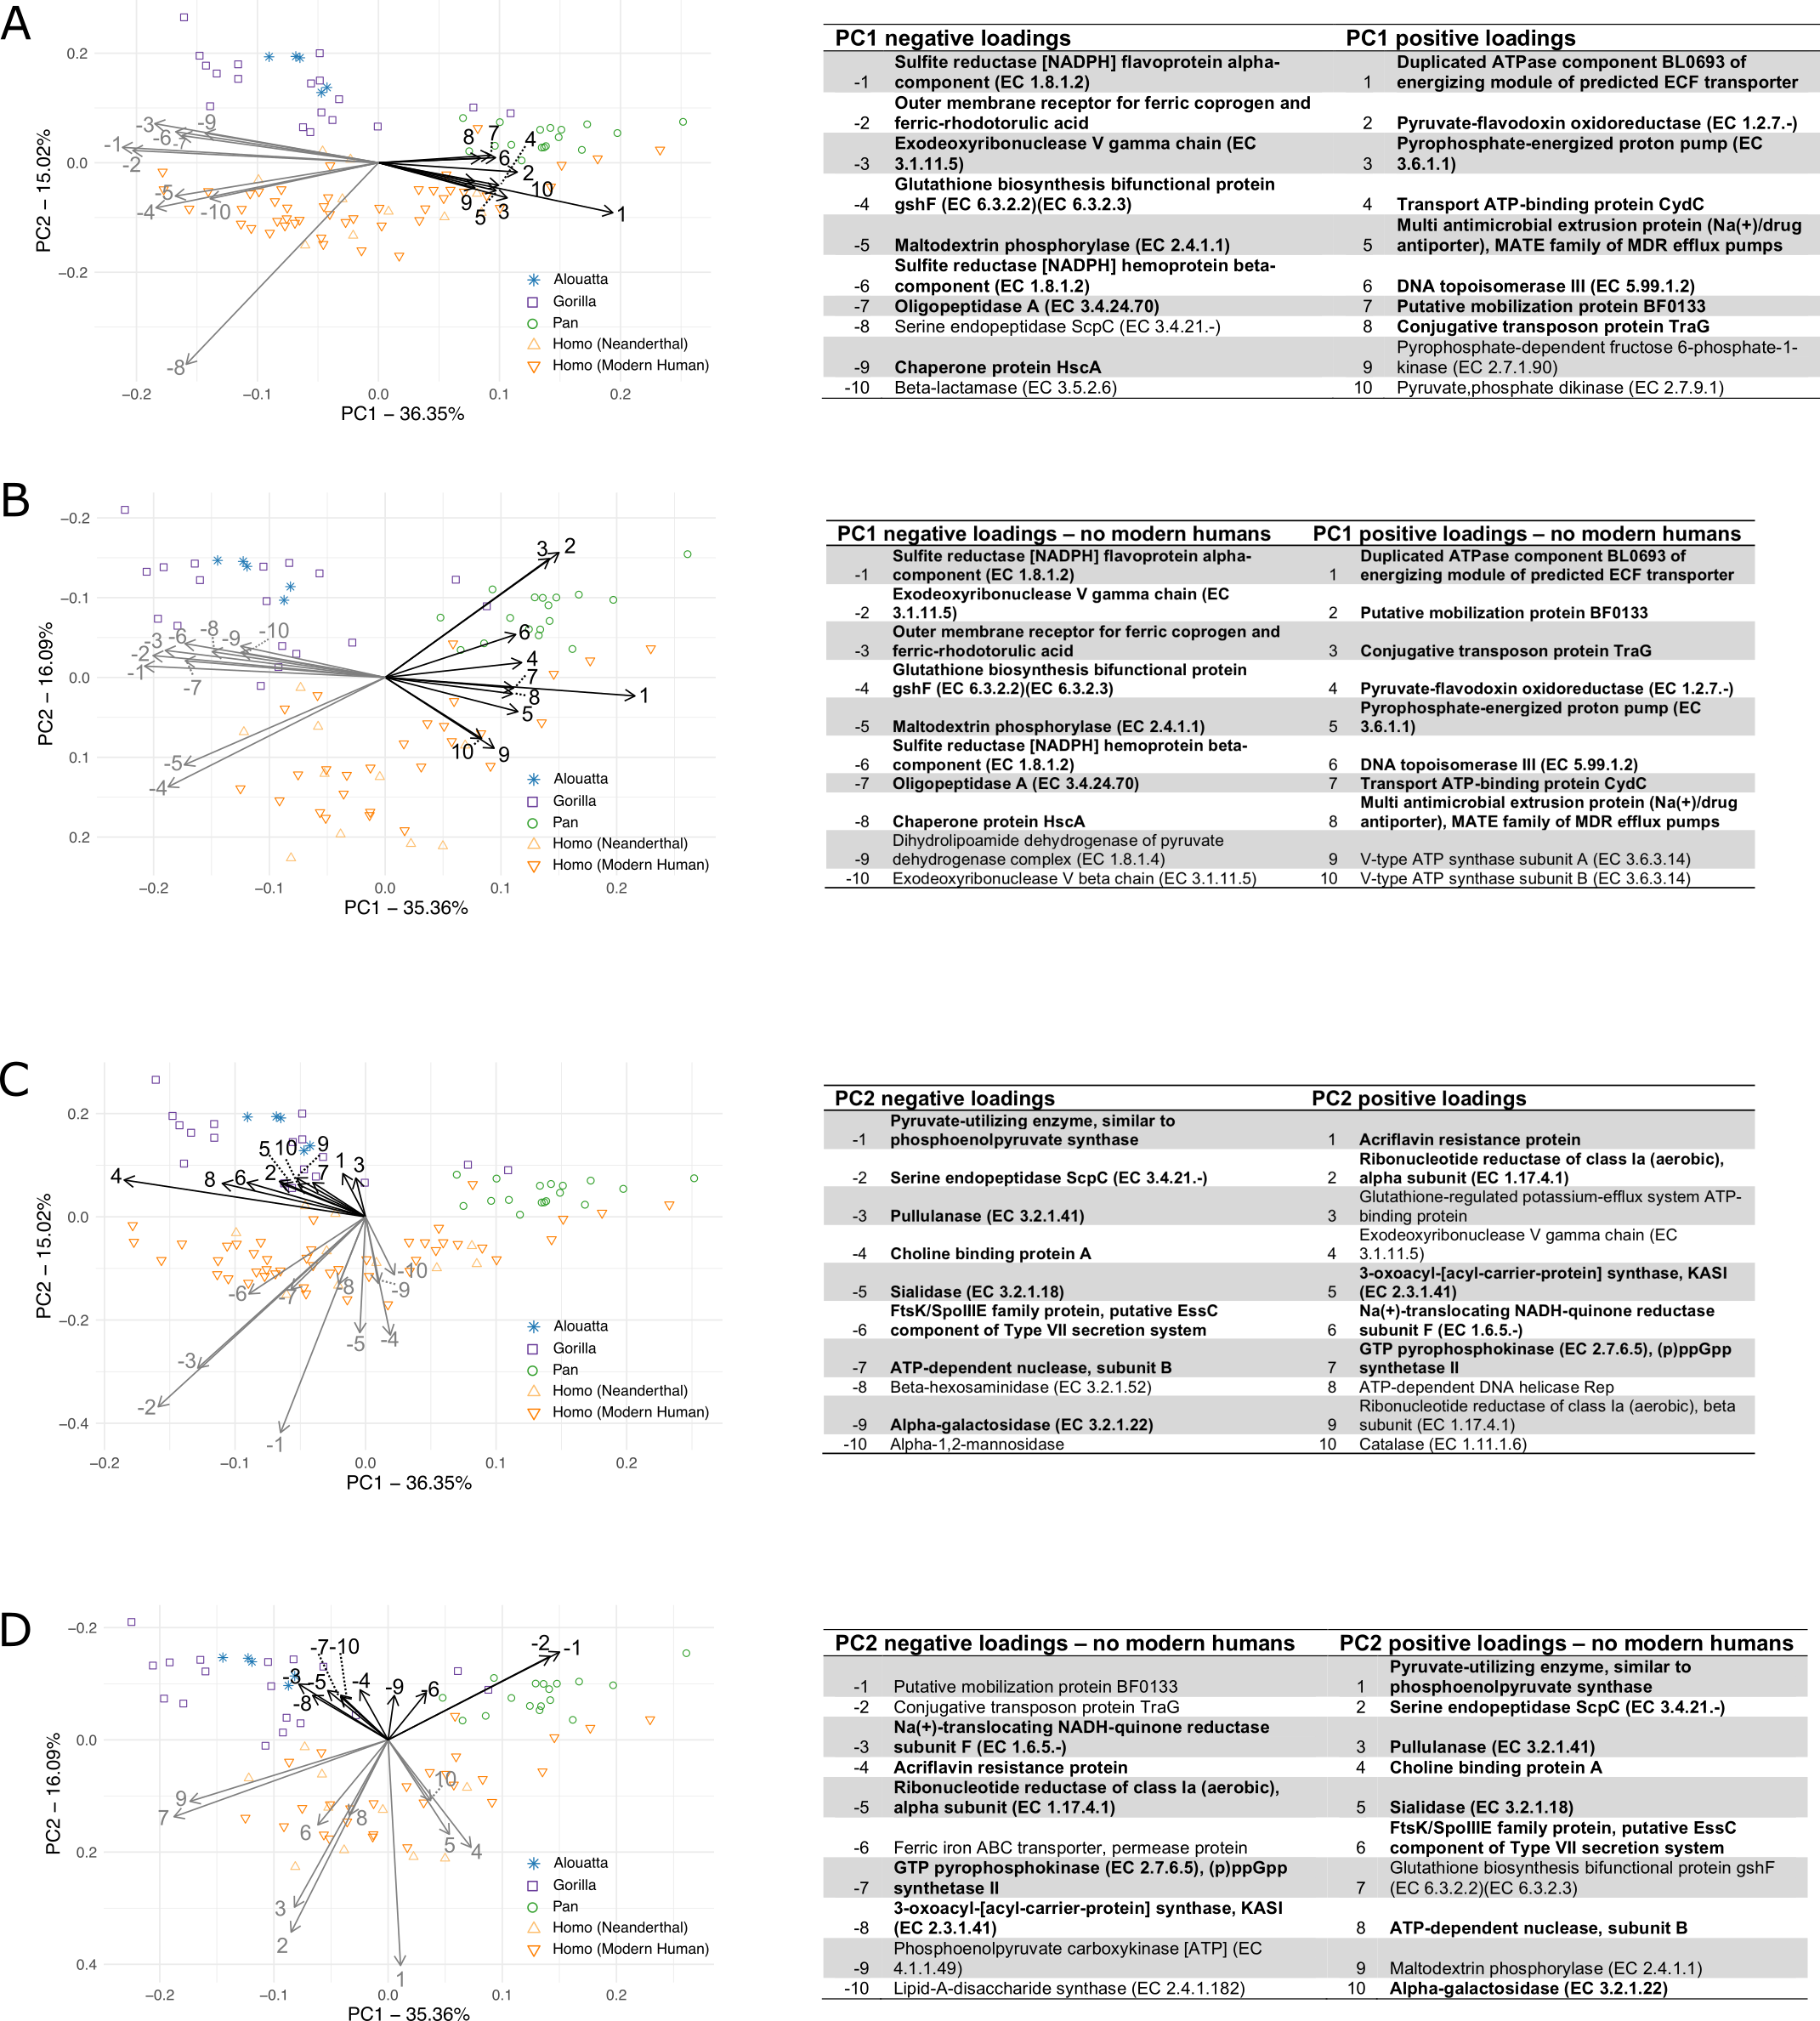 A
PC1 negative loadings PC1 positive loadings
-1 Sulfite reductase [NADPH] flavoprotein alpha-
component (EC 1.8.1.2)
1 Duplicated ATPase component BL0693 of
energizing module of predicted ECF transporter
-2 Outer membrane receptor for ferric coprogen and
ferric-rhodotorulic acid
2 Pyruvate-flavodoxin oxidoreductase (EC 1.2.7.-)
-3 Exodeoxyribonuclease V gamma chain (EC
3.1.11.5)
3 Pyrophosphate-energized proton pump (EC
3.6.1.1)
-4 Glutathione biosynthesis bifunctional protein
gshF (EC 6.3.2.2)(EC 6.3.2.3)
4 Transport ATP-binding protein CydC
-5 Maltodextrin phosphorylase (EC 2.4.1.1)
5 Multi antimicrobial extrusion protein (Na(+)/drug
antiporter), MATE family of MDR efflux pumps
-6 Sulfite reductase [NADPH] hemoprotein beta-
component (EC 1.8.1.2)
6 DNA topoisomerase III (EC 5.99.1.2)
-7 Oligopeptidase A (EC 3.4.24.70)
7 Putative mobilization protein BF0133
-8 Serine endopeptidase ScpC (EC 3.4.21.-)
8 Conjugative transposon protein TraG
-9 Chaperone protein HscA
9 Pyrophosphate-dependent fructose 6-phosphate-1-
kinase (EC 2.7.1.90)
-10 Beta-lactamase (EC 3.5.2.6)
10 Pyruvate,phosphate dikinase (EC 2.7.9.1)
PC2 – 15.02%
0.2
0.0
−0.2
-3 -9
-6 -7
-1
-2
-5
-4 -10
-8
8 7 4
6
2
10
9
5 3
1
Alouatta
Gorilla
Pan
Homo (Neanderthal)
Homo (Modern Human)
−0.2 −0.1 0.0 0.1 0.2
PC1 – 36.35%
B
PC1 negative loadings – no modern humans PC1 positive loadings – no modern humans
-1 Sulfite reductase [NADPH] flavoprotein alpha-
component (EC 1.8.1.2)
1 Duplicated ATPase component BL0693 of
energizing module of predicted ECF transporter
-2 Exodeoxyribonuclease V gamma chain (EC
3.1.11.5)
2 Putative mobilization protein BF0133
-3 Outer membrane receptor for ferric coprogen and
ferric-rhodotorulic acid
3 Conjugative transposon protein TraG
-4 Glutathione biosynthesis bifunctional protein
gshF (EC 6.3.2.2)(EC 6.3.2.3)
4 Pyruvate-flavodoxin oxidoreductase (EC 1.2.7.-)
-5 Maltodextrin phosphorylase (EC 2.4.1.1)
5 Pyrophosphate-energized proton pump (EC
3.6.1.1)
-6 Sulfite reductase [NADPH] hemoprotein beta-
component (EC 1.8.1.2)
6 DNA topoisomerase III (EC 5.99.1.2)
-7 Oligopeptidase A (EC 3.4.24.70)
7 Transport ATP-binding protein CydC
-8 Chaperone protein HscA
8 Multi antimicrobial extrusion protein (Na(+)/drug
antiporter), MATE family of MDR efflux pumps
-9 Dihydrolipoamide dehydrogenase of pyruvate
dehydrogenase complex (EC 1.8.1.4)
9 V-type ATP synthase subunit A (EC 3.6.3.14)
-10 Exodeoxyribonuclease V beta chain (EC 3.1.11.5)
10 V-type ATP synthase subunit B (EC 3.6.3.14)
PC2 – 16.09%
−0.2
−0.1
0.0
0.1
0.2
3 2
6
4
7
1
8
5
10 9
-8 -10
-3 -6 -9
-2
-1
-7
-5
-4
Alouatta
Gorilla
Pan
Homo (Neanderthal)
Homo (Modern Human)
−0.2 −0.1 0.0 0.1 0.2
PC1 – 35.36%
C
PC2 negative loadings PC2 positive loadings
-1 Pyruvate-utilizing enzyme, similar to
phosphoenolpyruvate synthase
1 Acriflavin resistance protein
-2 Serine endopeptidase ScpC (EC 3.4.21.-)
2 Ribonucleotide reductase of class Ia (aerobic),
alpha subunit (EC 1.17.4.1)
-3 Pullulanase (EC 3.2.1.41)
3 Glutathione-regulated potassium-efflux system ATP-
binding protein
-4 Choline binding protein A
4 Exodeoxyribonuclease V gamma chain (EC
3.1.11.5)
-5 Sialidase (EC 3.2.1.18)
5 3-oxoacyl-[acyl-carrier-protein] synthase, KASI
(EC 2.3.1.41)
-6 FtsK/SpoIIIE family protein, putative EssC
component of Type VII secretion system
6 Na(+)-translocating NADH-quinone reductase
subunit F (EC 1.6.5.-)
-7 ATP-dependent nuclease, subunit B
7 GTP pyrophosphokinase (EC 2.7.6.5), (p)ppGpp
synthetase II
-8 Beta-hexosaminidase (EC 3.2.1.52)
8 ATP-dependent DNA helicase Rep
-9 Alpha-galactosidase (EC 3.2.1.22)
9 Ribonucleotide reductase of class Ia (aerobic), beta
subunit (EC 1.17.4.1)
-10 Alpha-1,2-mannosidase
10 Catalase (EC 1.11.1.6)
PC2 – 15.02%
0.2
0.0
−0.2
−0.4
5 10 9
4 8 6 2 7 1 3
-10
-6 -7 -8 -9
-5 -4
-3
-2
-1
Alouatta
Gorilla
Pan
Homo (Neanderthal)
Homo (Modern Human)
−0.2 −0.1 0.0 0.1 0.2
PC1 – 36.35%
D
PC2 negative loadings – no modern humans PC2 positive loadings – no modern humans
-1 Putative mobilization protein BF0133
1 Pyruvate-utilizing enzyme, similar to
phosphoenolpyruvate synthase
-2 Conjugative transposon protein TraG
2 Serine endopeptidase ScpC (EC 3.4.21.-)
-3 Na(+)-translocating NADH-quinone reductase
subunit F (EC 1.6.5.-)
3 Pullulanase (EC 3.2.1.41)
-4 Acriflavin resistance protein
4 Choline binding protein A
-5 Ribonucleotide reductase of class Ia (aerobic),
alpha subunit (EC 1.17.4.1)
5 Sialidase (EC 3.2.1.18)
-6 Ferric iron ABC transporter, permease protein
6 FtsK/SpoIIIE family protein, putative EssC
component of Type VII secretion system
-7 GTP pyrophosphokinase (EC 2.7.6.5), (p)ppGpp
synthetase II
7 Glutathione biosynthesis bifunctional protein gshF
(EC 6.3.2.2)(EC 6.3.2.3)
-8 3-oxoacyl-[acyl-carrier-protein] synthase, KASI
(EC 2.3.1.41)
8 ATP-dependent nuclease, subunit B
-9 Phosphoenolpyruvate carboxykinase [ATP] (EC
4.1.1.49)
9 Maltodextrin phosphorylase (EC 2.4.1.1)
-10 Lipid-A-disaccharide synthase (EC 2.4.1.182)
10 Alpha-galactosidase (EC 3.2.1.22)
PC2 – 16.09%
−0.2
0.0
0.2
0.4
-7 -10 -2 -1
-3 -5 -4 -9 -6
-8
10
9
7
6 8
5 4
3
2
1
Alouatta
Gorilla
Pan
Homo (Neanderthal)
Homo (Modern Human)
−0.2 −0.1 0.0 0.1 0.2
PC1 – 35.36%